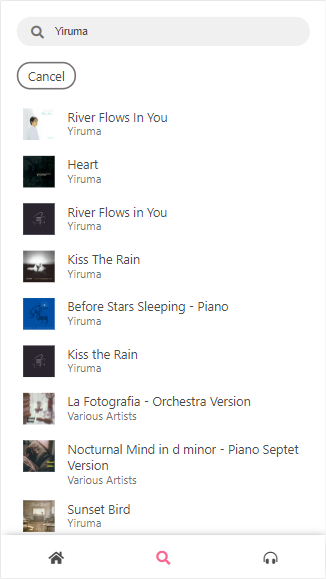 Yiruma
Cancel
River Flows In You
Yiruma
Heart
Yiruma
River Flows in You
Yiruma
Kiss The Rain
Yiruma
Before Stars Sleeping - Piano
Yiruma
Kiss the Rain
Yiruma
La Fotografia - Orchestra Version
Various Artists
Nocturnal Mind in d minor - Piano Septet
Version
Various Artists
Sunset Bird
Yiruma